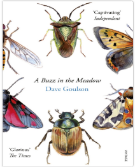 'Captivating'
Independent
A Buzz in the Meadow
Dave Goulson
'Glorious'
The Times